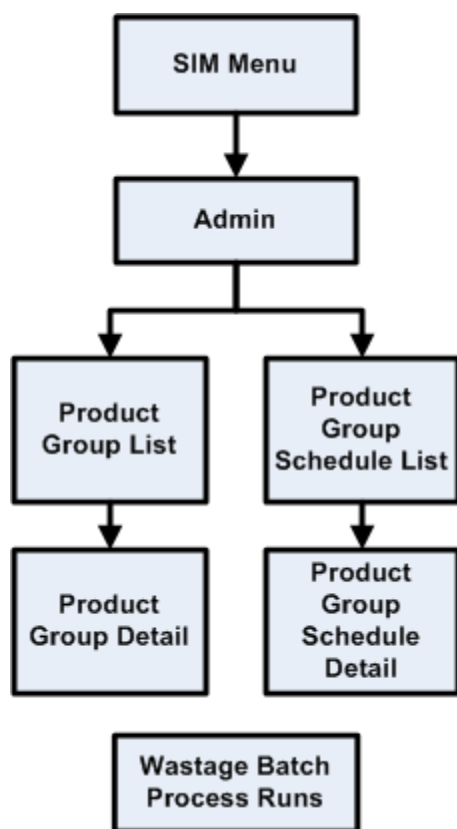 SIM Menu
Admin
Product
Group List
Product
Group
Schedule List
Product
Group Detail
Product
Group
Schedule
Detail
Wastage Batch
Process Runs